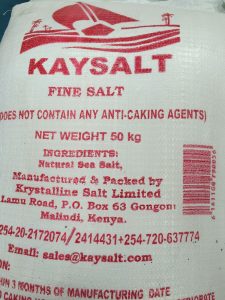 KAYSALT
FINE SALT
(DOES NOT CONTAIN ANY ANTI-CAKING AGENTS)
NET WEIGHT 50 kg
INGREDIENTS:
Natural Sea Salt,
Manufactured & Packed by
Krystalline Salt Limited
Lamu Road, P.O. Box 63 Gongoni
Malindi, Kenya.
254-20-2172074/ 2414431+254-720-637774
Email: sales@kaysalt.com
ON:
3 MONTHS OF MANUFACTURING DATE